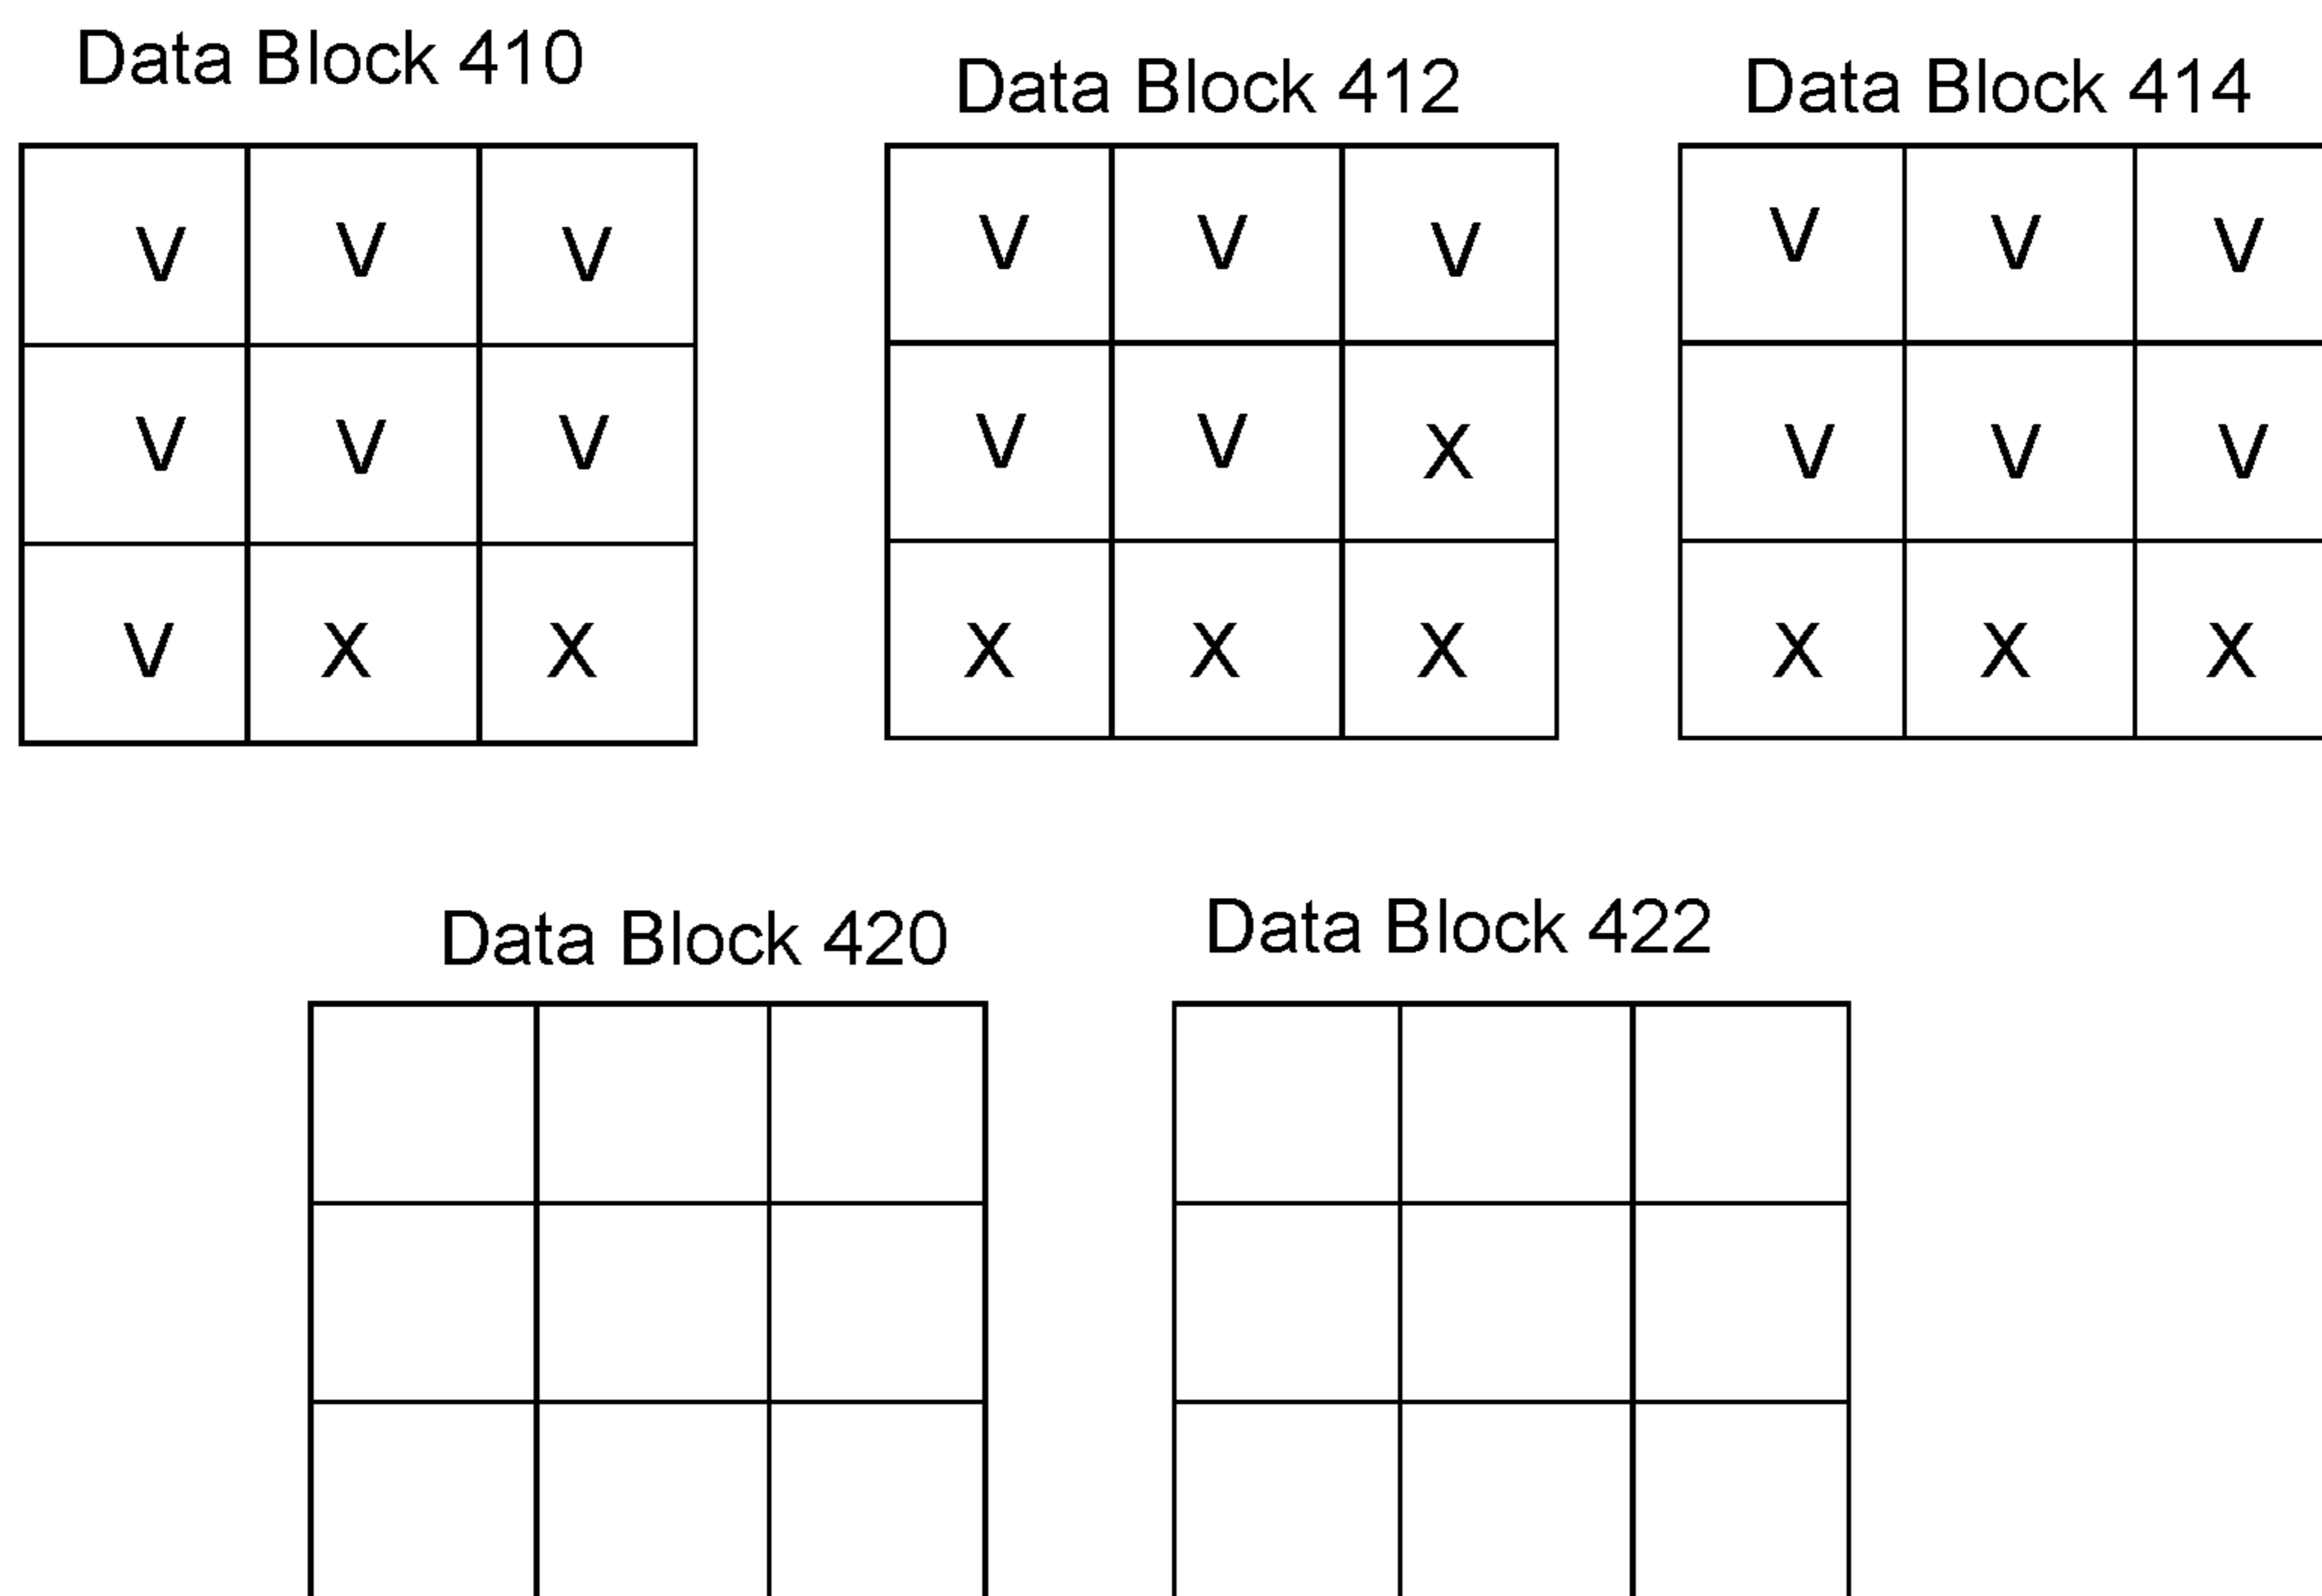 Data Block 410
Data Block 412
Data Block 414
V V V
V V V
V X X
V V V
V V X
X X X
V V V
V V V
X X X
Data Block 420
Data Block 422